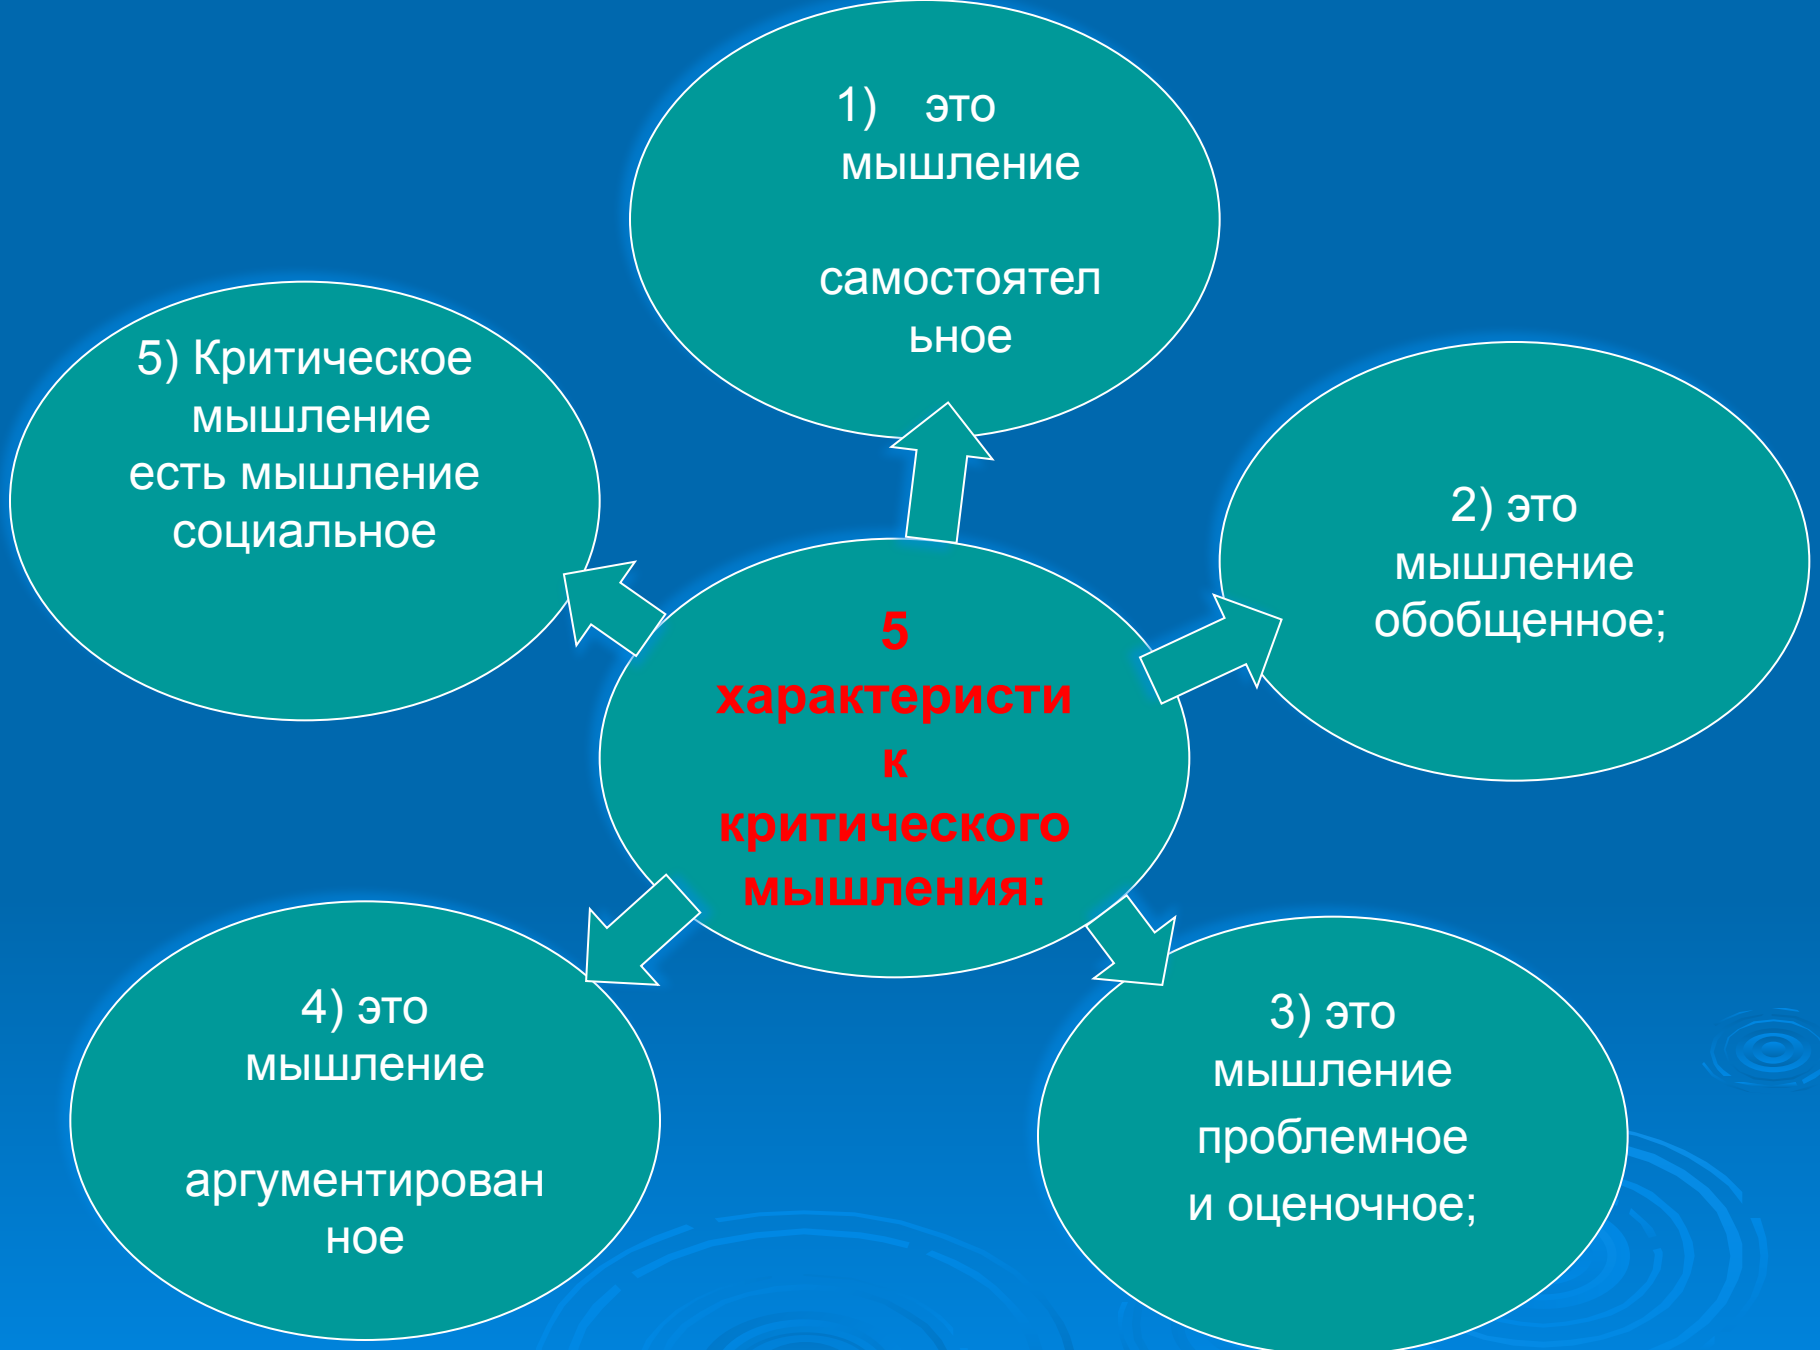 1) это
мышление
самостоятел
ьное
2) это
мышление
обобщенное;
3) это
мышление
проблемное
и оценочное;
4) это
мышление
аргументирован
ное
5) Критическое
мышление
есть мышление
социальное
5
характеристи
к
критического
мышления: